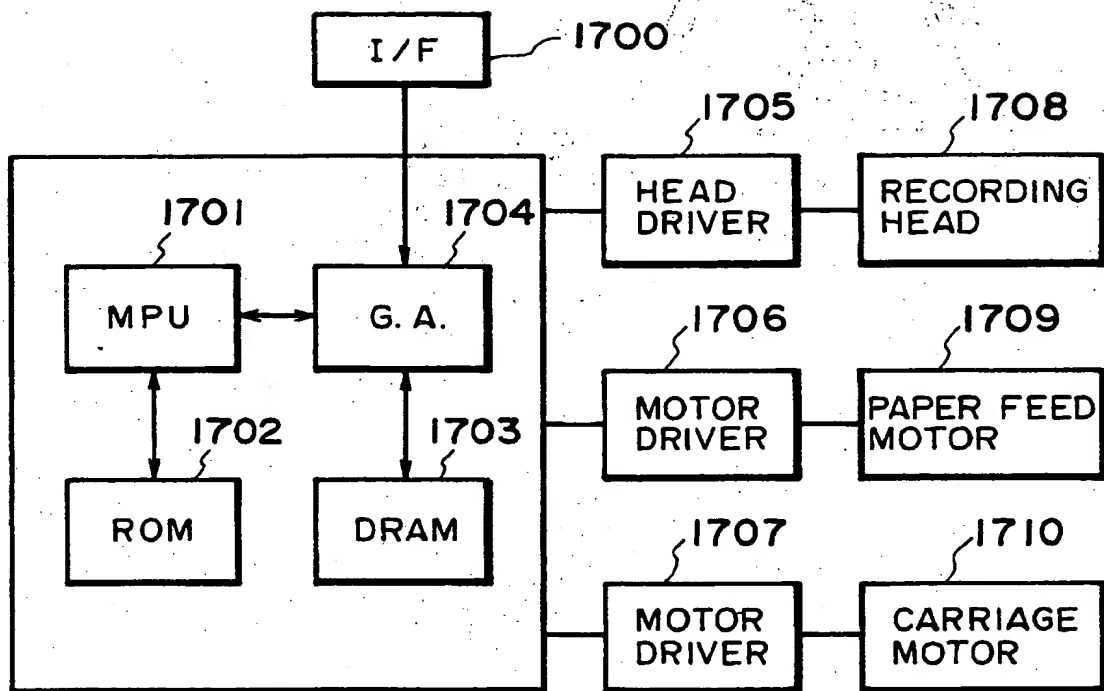 I/F
1700
1705
1708
HEAD
DRIVER
RECORDING
HEAD
1701
1704
MPU
G. A.
1706
1709
MOTOR
DRIVER
PAPER FEED
MOTOR
1702
1703
ROM
DRAM
1707
1710
MOTOR
DRIVER
CARRIAGE
MOTOR